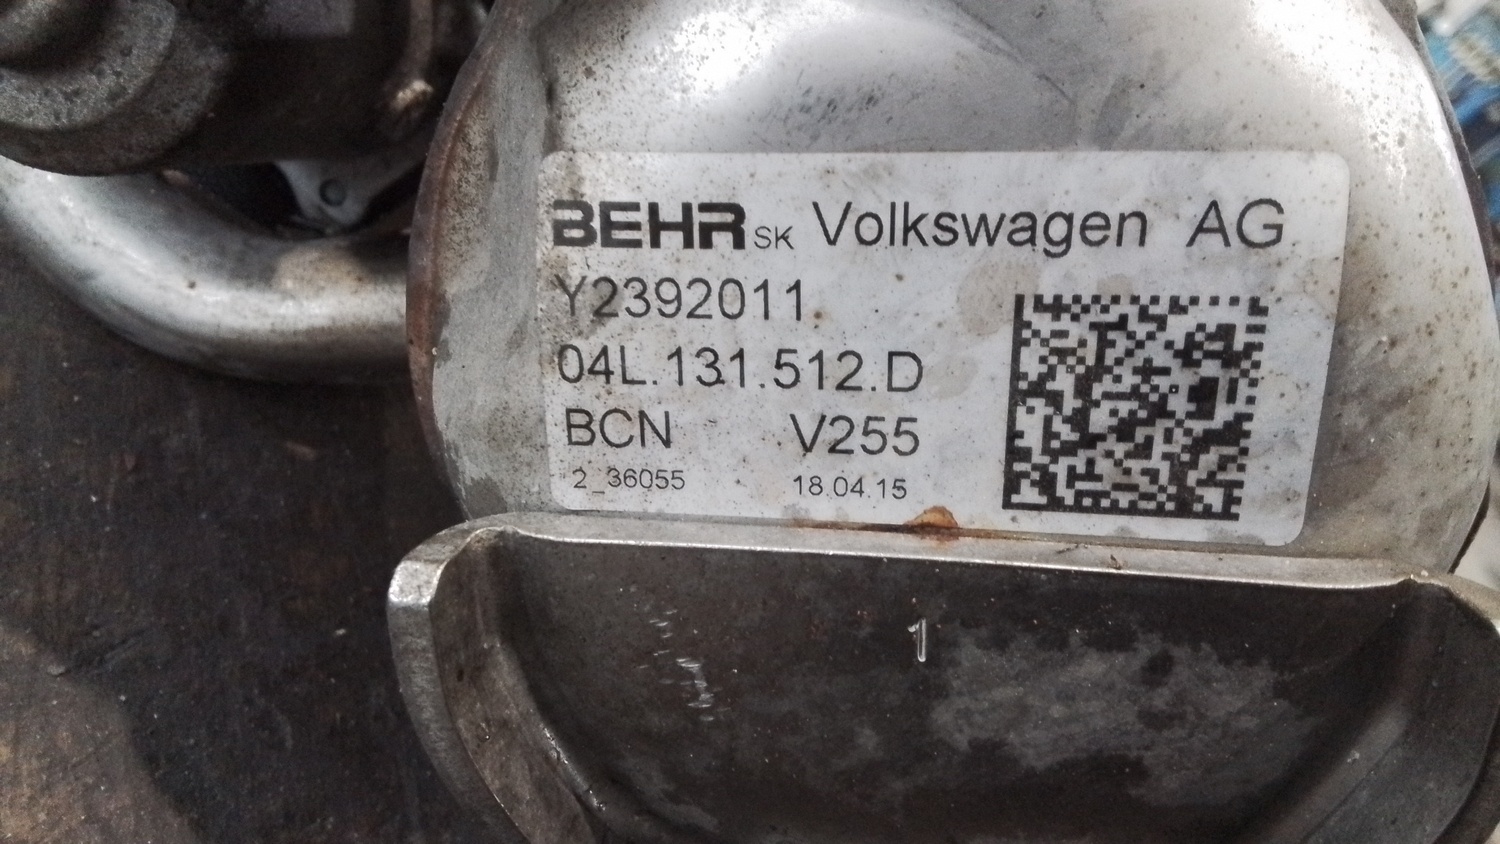 BEHR SK Volkswagen AG
Y2392011
04L.131.512.D
BCN V255
2_36055 18.04.15
1